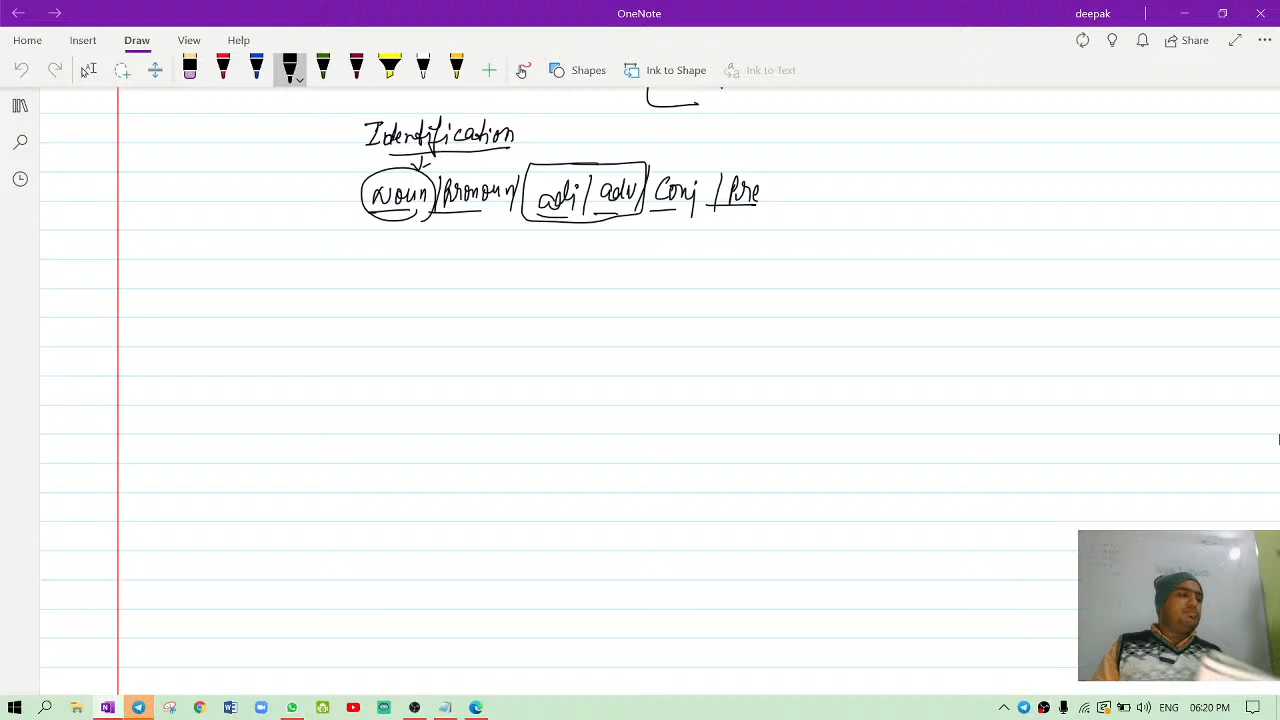 OneNote
deepak
Home Insert Draw View Help
Share
Shapes
Ink to Shape
Ink to Text
Identification
Noun/Pronoun/adj/adv/Conj/Pre
ENG 06:20 PM